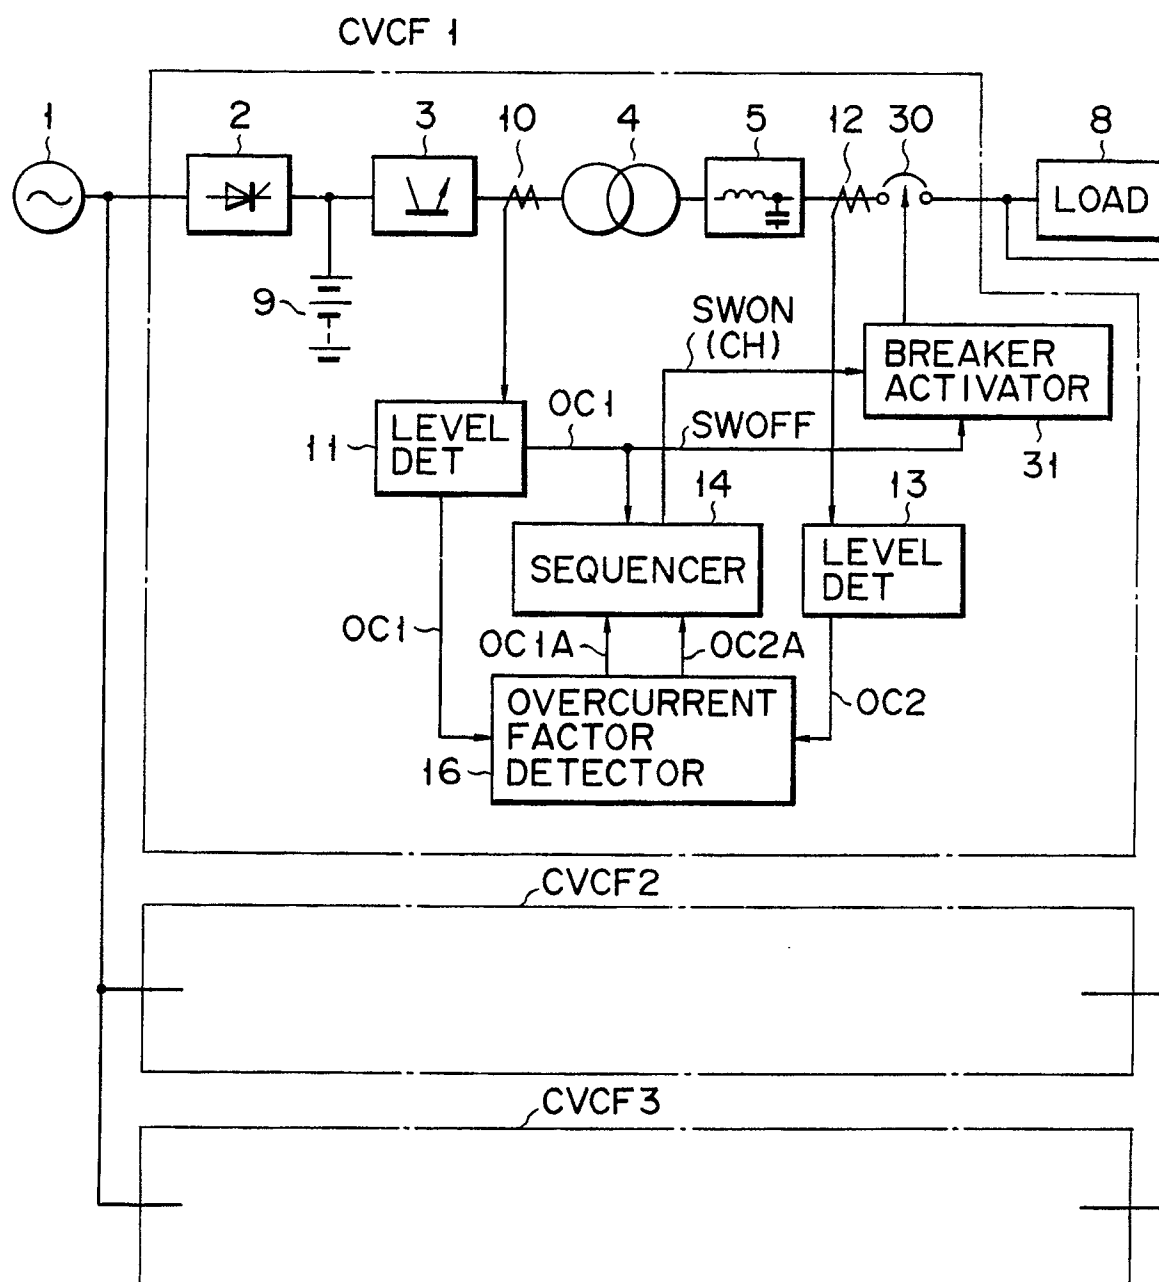 CVCF 1
1
2
3
10
4
5
12
30
8
LOAD
9
SWON
(CH)
BREAKER
ACTIVATOR
31
OC1
SWOFF
11
LEVEL
DET
14
13
SEQUENCER
LEVEL
DET
OC1
OC1A
OC2A
OC2
OVERCURRENT
FACTOR
DETECTOR
16
CVCF2
CVCF3